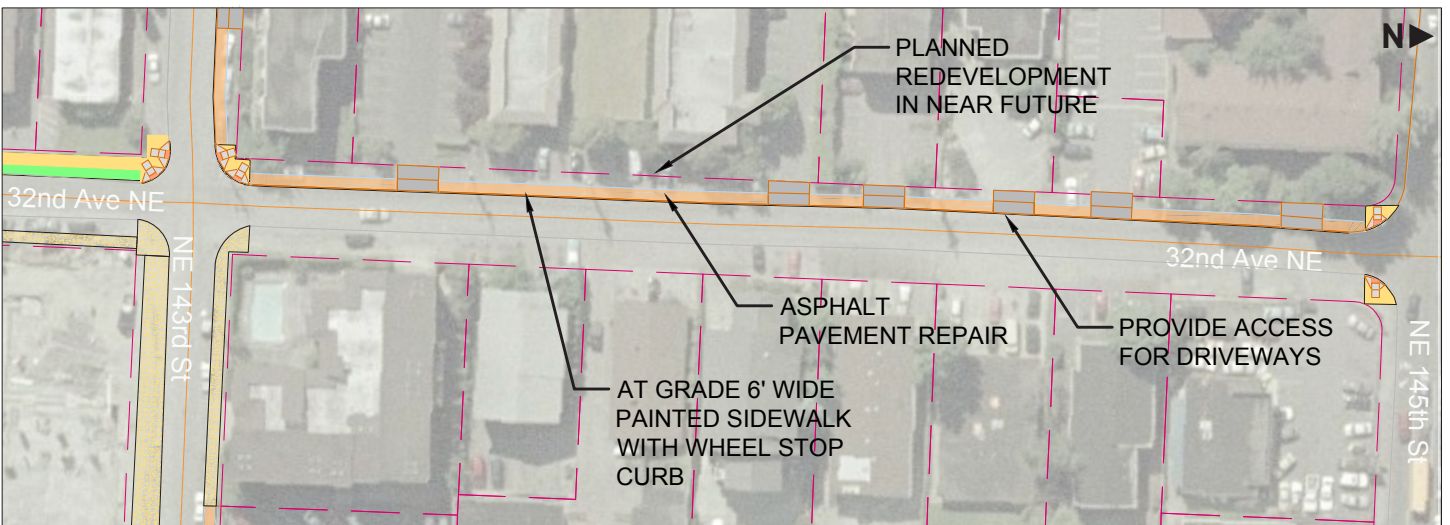 N
PLANNED
REDEVELOPMENT
IN NEAR FUTURE
32nd Ave NE
NE 143rd St
32nd Ave NE
ASPHALT
PAVEMENT REPAIR
PROVIDE ACCESS
FOR DRIVEWAYS
NE 145th St
AT GRADE 6' WIDE
PAINTED SIDEWALK
WITH WHEEL STOP
CURB